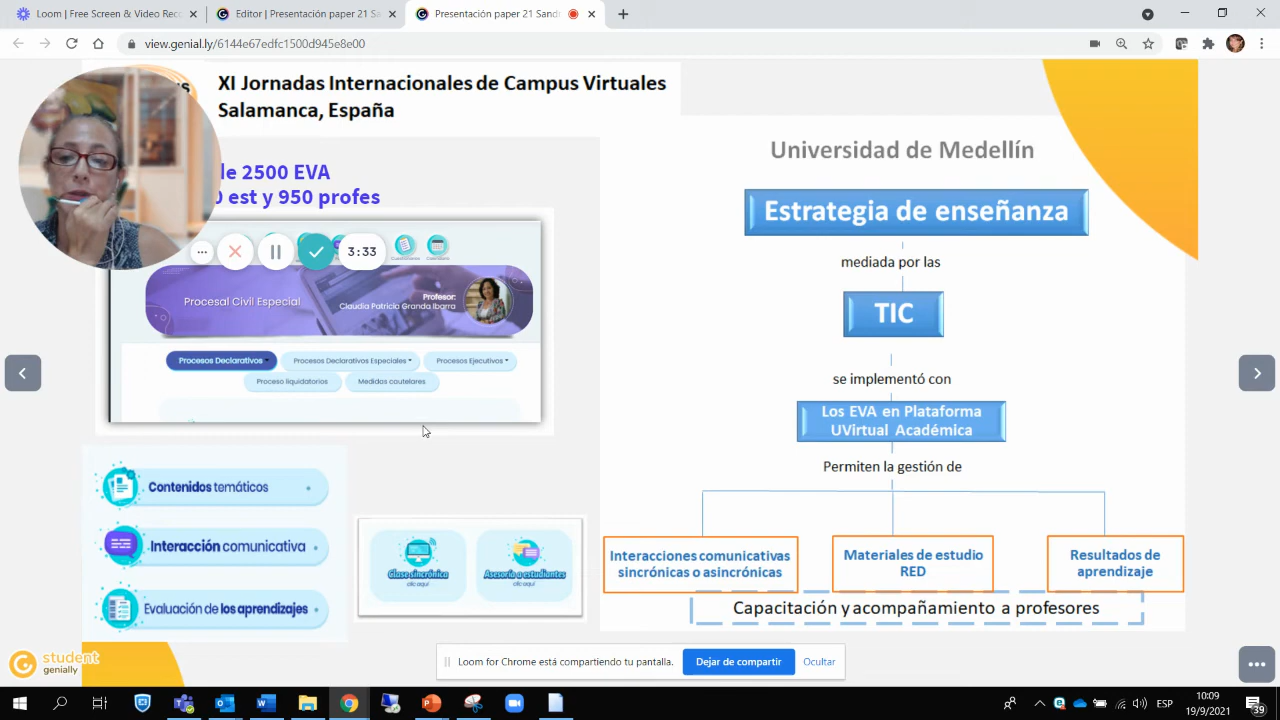 Loom | Free Screen & Video Rec
Editor | Presentación paper 21 Sa
Presentación paper 21 Sand
view.genial.ly/6144e67edfc1500d945e8e00
XI Jornadas Internacionales de Campus Virtuales
Salamanca, España
2500 EVA
est y 950 profes
3:33
Procesal Civil Especial
Profesor:
Claudia Patricia Granda Ibarra
Procesos Declarativos
Procesos Declarativos Especiales
Procesos Ejecutivos
Proceso liquidatorios
Medidas cautelares
Contenidos temáticos
Interacción comunicativa
Evaluación de los aprendizajes
Clase sincrónica
clic aquí
Asesoría a estudiantes
clic aquí
Universidad de Medellín
Estrategia de enseñanza
mediada por las
TIC
se implementó con
Los EVA en Plataforma
UVirtual Académica
Permiten la gestión de
Interacciones comunicativas
sincrónicas o asincrónicas
Materiales de estudio
RED
Resultados de
aprendizaje
Capacitación y acompañamiento a profesores
student
genially
Loom for Chrome está compartiendo tu pantalla.
Dejar de compartir
Ocultar
ESP
10:09
19/9/2021
39